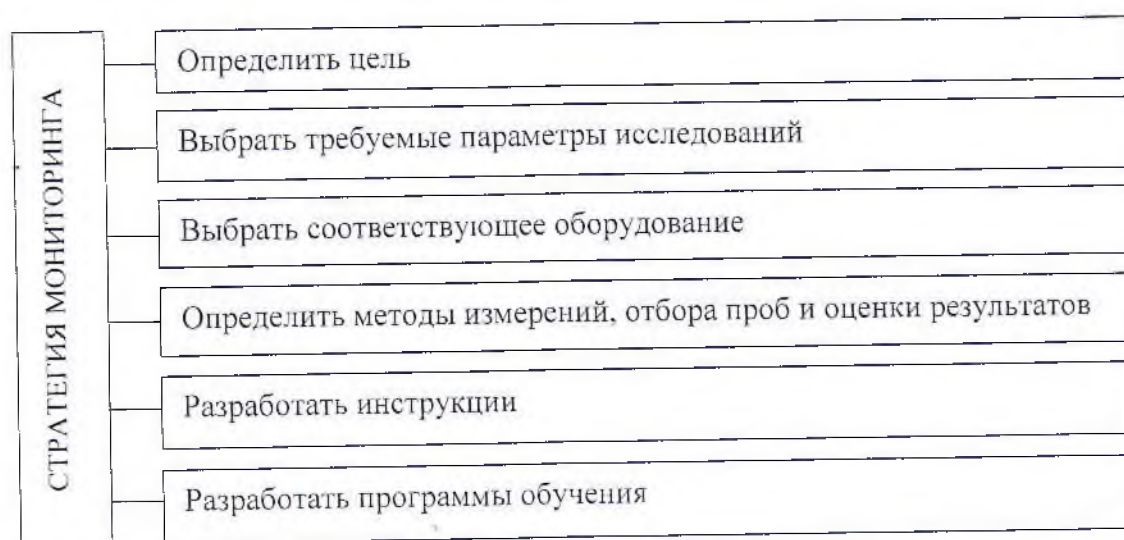 СТРАТЕГИЯ МОНИТОРИНГА
Определить цель
Выбрать требуемые параметры исследований
Выбрать соответствующее оборудование
Определить методы измерений, отбора проб и оценки результатов
Разработать инструкции
Разработать программы обучения